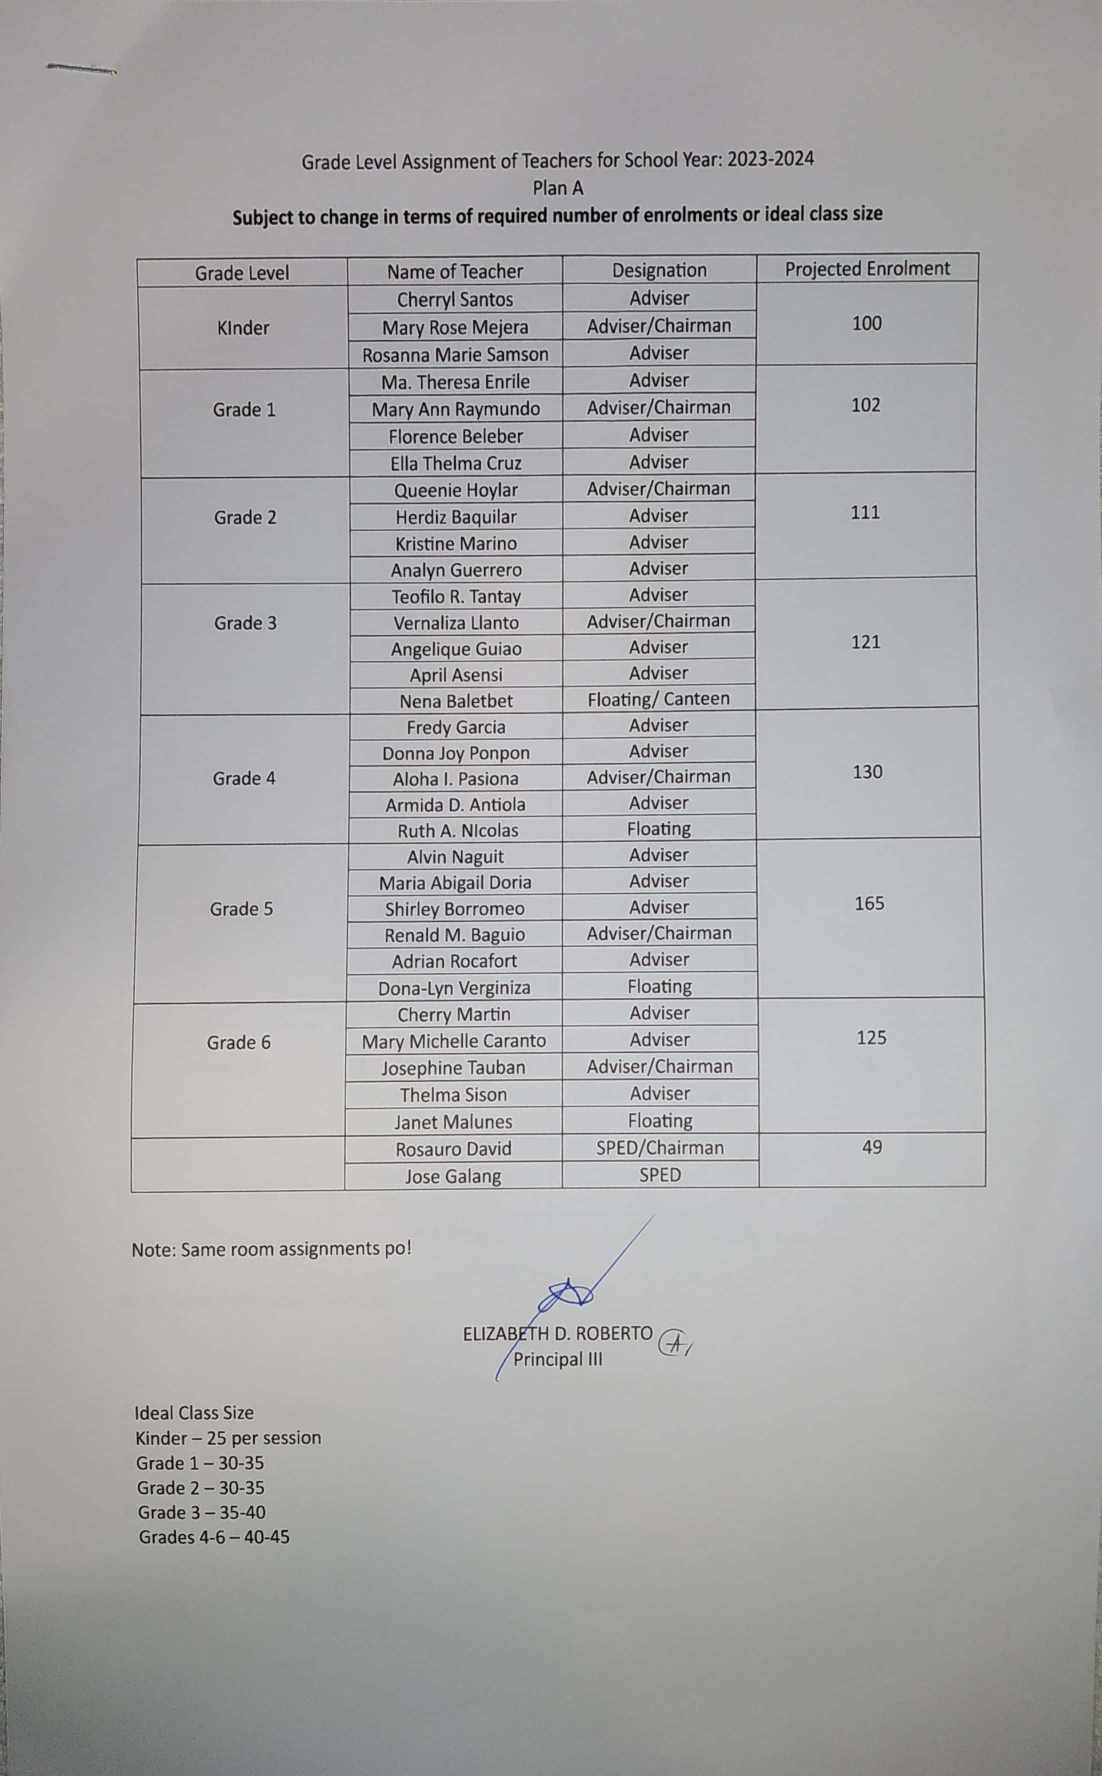 Grade Level Assignment of Teachers for School Year: 2023-2024
Plan A
Subject to change in terms of required number of enrolments or ideal class size
Grade Level Name of Teacher Designation Projected Enrolment
KInder Cherryl Santos Adviser 100
Mary Rose Mejera Adviser/Chairman
Rosanna Marie Samson Adviser
Grade 1 Ma. Theresa Enrile Adviser 102
Mary Ann Raymundo Adviser/Chairman
Florence Beleber Adviser
Ella Thelma Cruz Adviser
Grade 2 Queenie Hoylar Adviser/Chairman 111
Herdiz Baquilar Adviser
Kristine Marino Adviser
Analyn Guerrero Adviser
Grade 3 Teofilo R. Tantay Adviser 121
Vernaliza Llanto Adviser/Chairman
Angelique Guiao Adviser
April Asensi Adviser
Nena Baletbet Floating/ Canteen
Grade 4 Fredy Garcia Adviser 130
Donna Joy Ponpon Adviser
Aloha I. Pasiona Adviser/Chairman
Armida D. Antiola Adviser
Ruth A. NIcolas Floating
Grade 5 Alvin Naguit Adviser 165
Maria Abigail Doria Adviser
Shirley Borromeo Adviser
Renald M. Baguio Adviser/Chairman
Adrian Rocafort Adviser
Dona-Lyn Verginiza Floating
Grade 6 Cherry Martin Adviser 125
Mary Michelle Caranto Adviser
Josephine Tauban Adviser/Chairman
Thelma Sison Adviser
Janet Malunes Floating
Rosauro David SPED/Chairman 49
Jose Galang SPED
Note: Same room assignments po!
ELIZABETH D. ROBERTO
Principal III
Ideal Class Size
Kinder – 25 per session
Grade 1 – 30-35
Grade 2 – 30-35
Grade 3 – 35-40
Grades 4-6 – 40-45